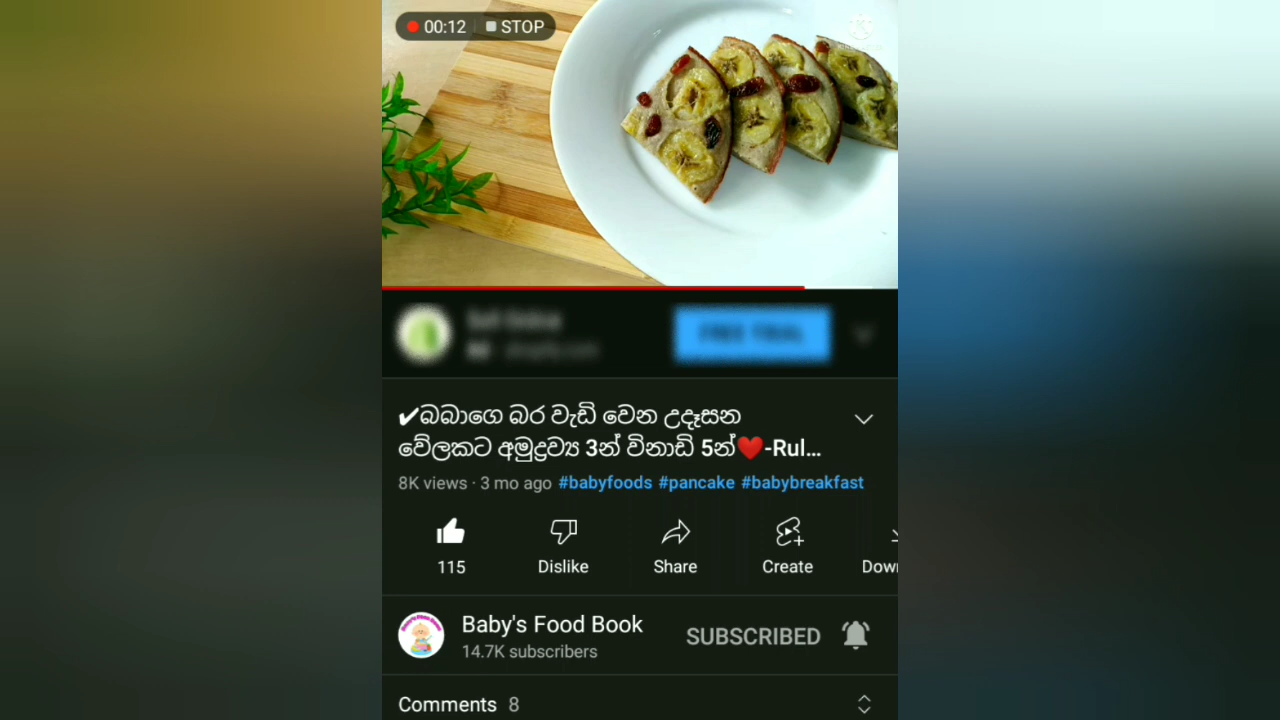 00:12 STOP
✔බබාගෙ බර වැඩි වෙන උදෑසන
වේලකට අමුද්‍රව්‍ය 3න් විනාඩි 5න්❤️-Rul...
8K views · 3 mo ago #babyfoods #pancake #babybreakfast
115 Dislike Share Create Dow
Baby's Food Book
SUBSCRIBED
14.7K subscribers
Comments 8